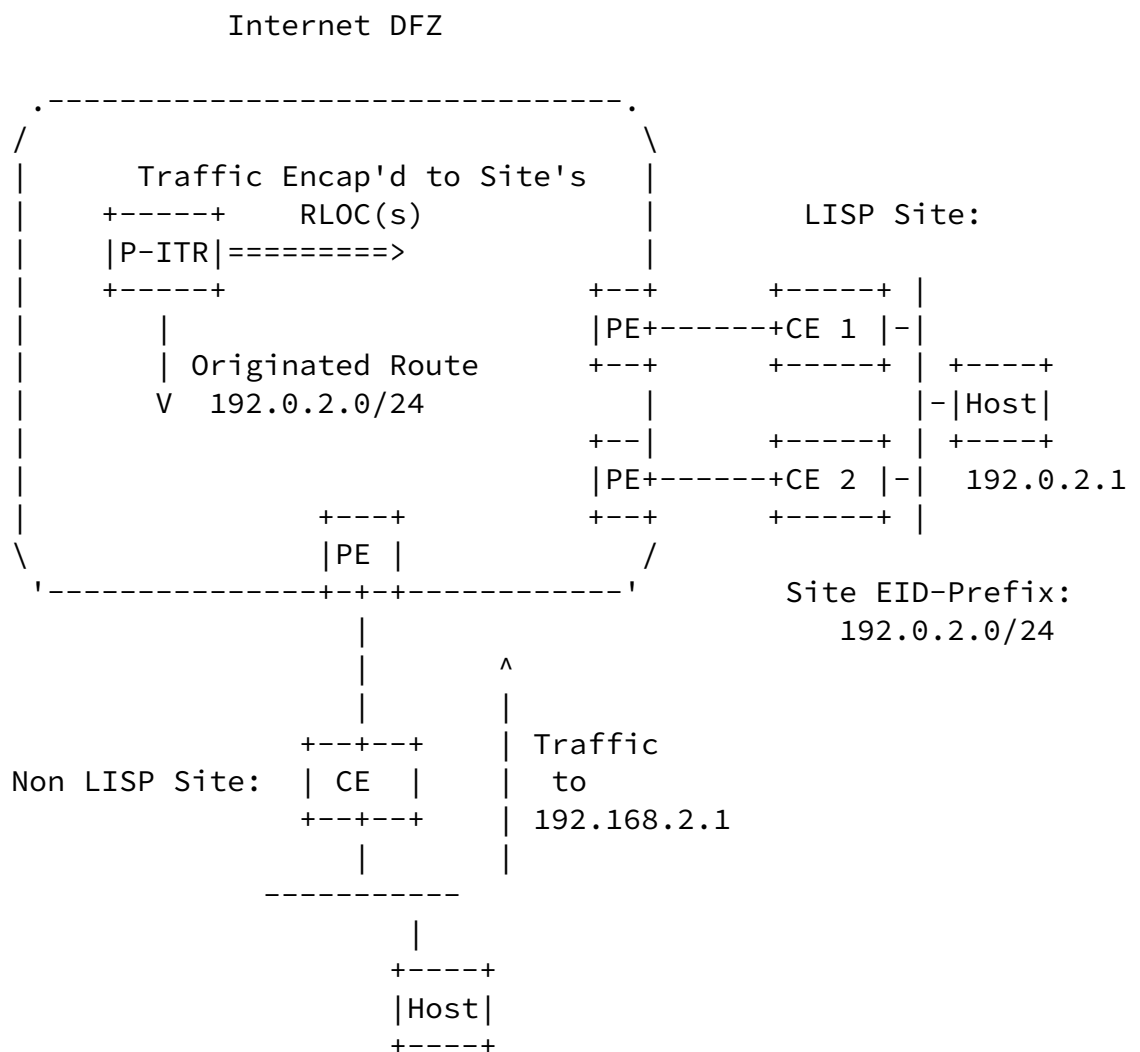 Internet DFZ
Traffic Encap'd to Site's
RLOC(s)
LISP Site:
P-ITR
PE
CE 1
Originated Route
192.0.2.0/24
Host
PE
CE 2
192.0.2.1
PE
Site EID-Prefix:
192.0.2.0/24
Traffic
Non LISP Site:
CE
to
192.168.2.1
Host